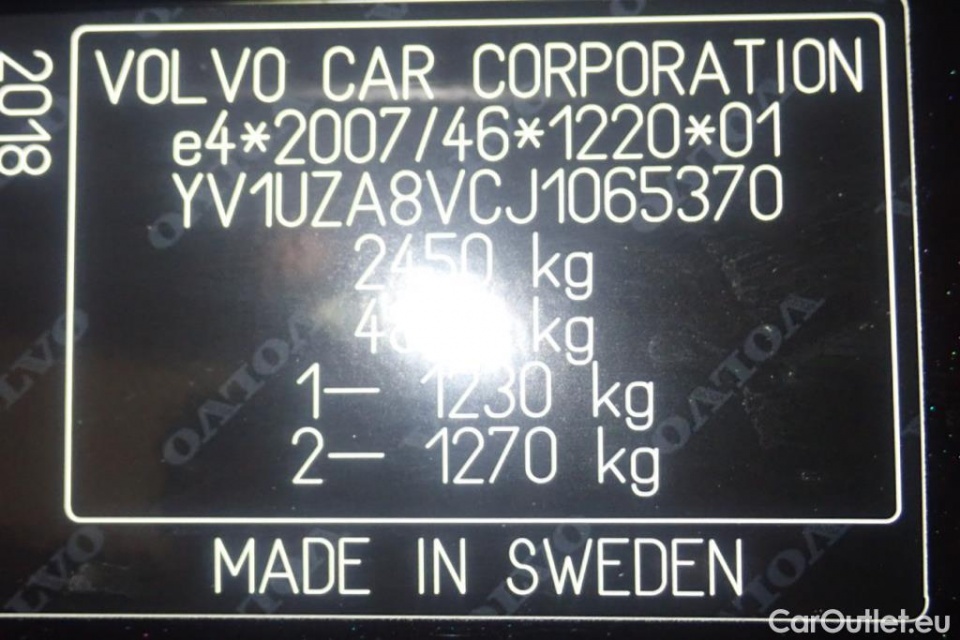 2018
VOLVO CAR CORPORATION
e4*2007/46*1220*01
YV1UZA8VCJ1065370
2450 kg
kg
1— 1230 kg
2— 1270 kg
MADE IN SWEDEN
CarOutlet.eu